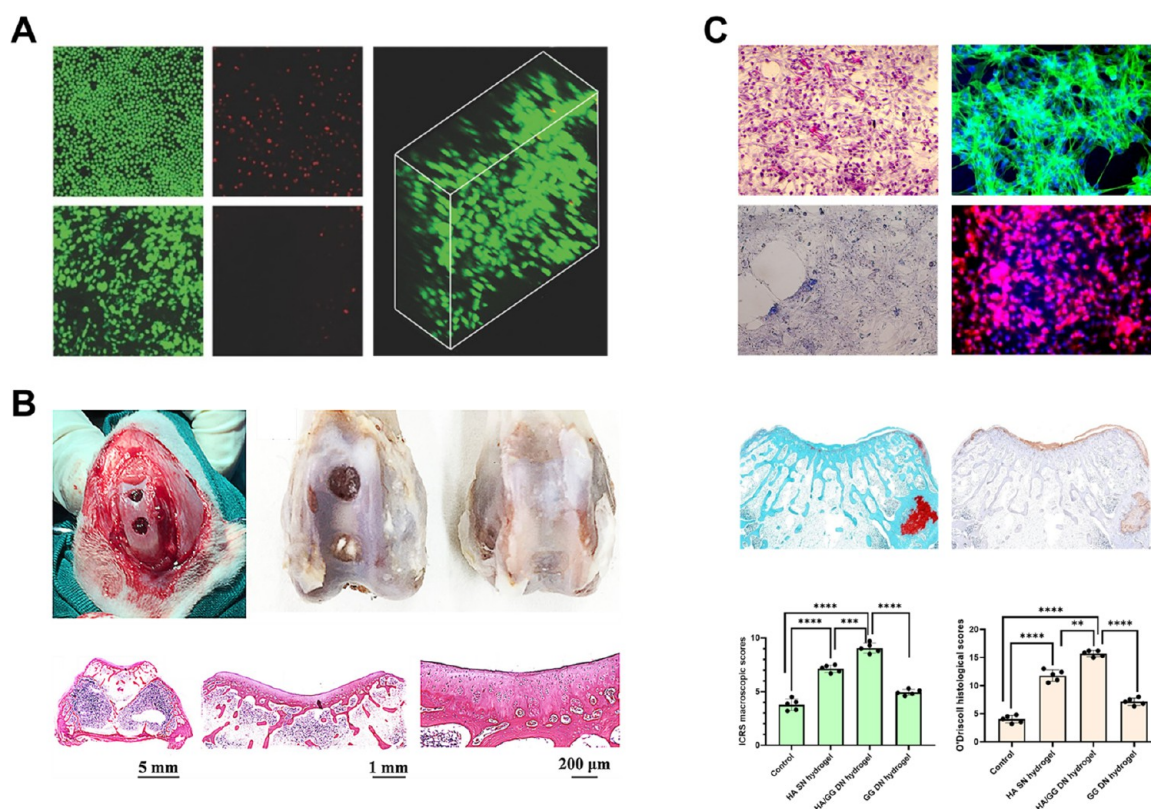 A
C
B
5 mm
1 mm
200 μm
**** ****
**** ***
ICRS macroscopic scores
10
5
0
Control
HA SN hydrogel
HA/GG DN hydrogel
GG DN hydrogel
****
**** ** ****
O'Driscoll histological scores
20
15
10
5
0
Control
HA SN hydrogel
HA/GG DN hydrogel
GG DN hydrogel